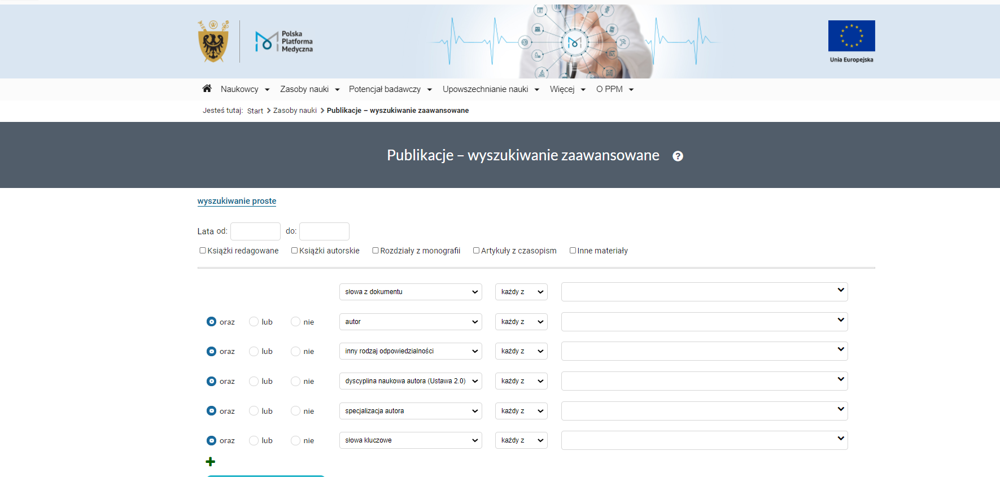 Polska
Platforma
Medyczna
Unia Europejska
Naukowcy Zasoby nauki Potencjał badawczy Upowszechnianie nauki Więcej O PPM
Jesteś tutaj: Start Zasoby nauki Publikacje – wyszukiwanie zaawansowane
Publikacje – wyszukiwanie zaawansowane ?
wyszukiwanie proste
Lata od: do:
Książki redagowane Książki autorskie Rozdziały z monografii Artykuły z czasopism Inne materiały
słowa z dokumentu każdy z
oraz lub nie autor każdy z
oraz lub nie inny rodzaj odpowiedzialności każdy z
oraz lub nie dyscyplina naukowa autora (Ustawa 2.0) każdy z
oraz lub nie specjalizacja autora każdy z
oraz lub nie słowa kluczowe każdy z